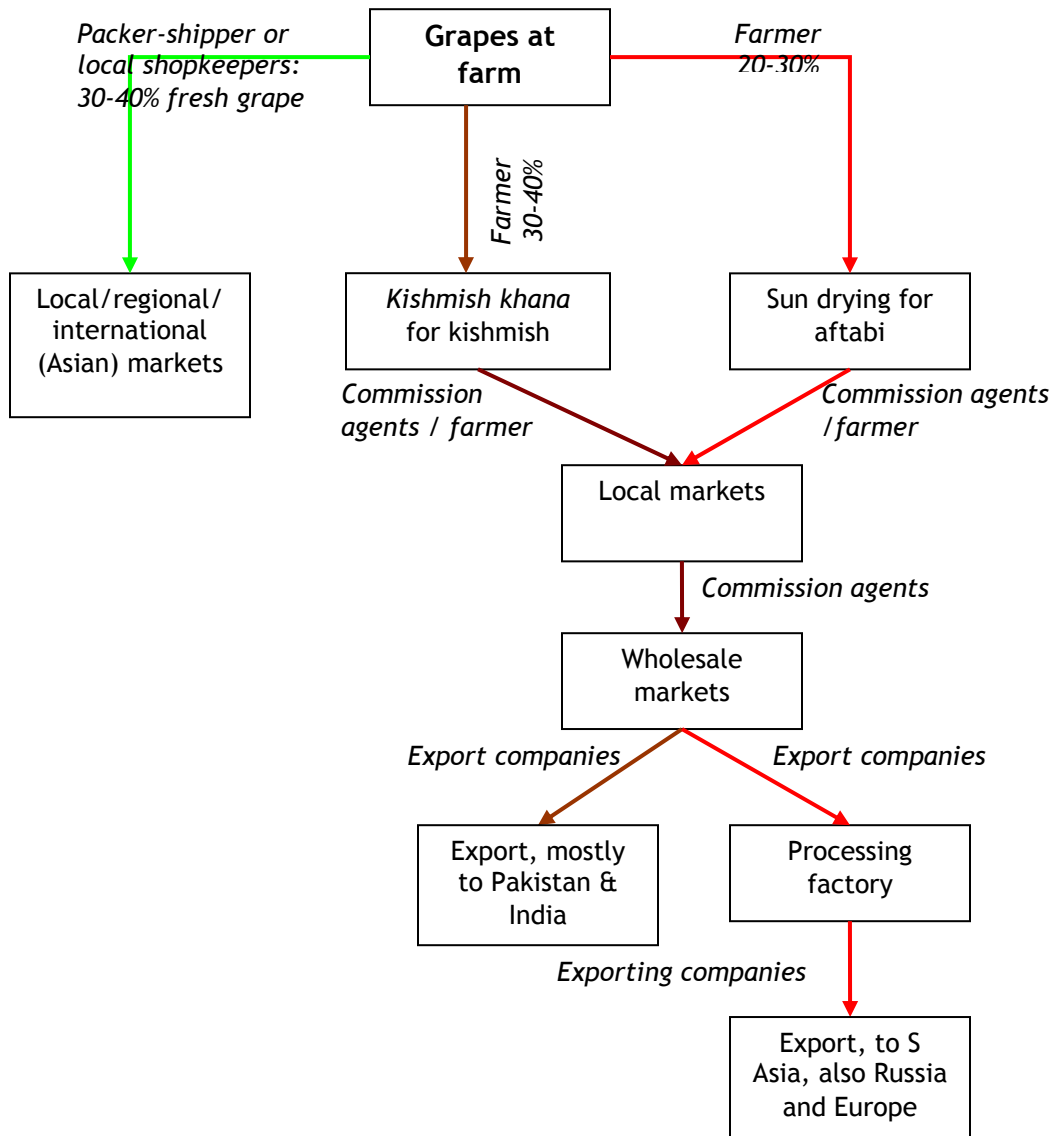 Packer-shipper or
local shopkeepers:
30-40% fresh grape
Grapes at
farm
Farmer
20-30%
Farmer
30-40%
Local/regional/
international
(Asian) markets
Kishmish khana
for kishmish
Sun drying for
aftabi
Commission
agents / farmer
Commission agents
/farmer
Local markets
Commission agents
Wholesale
markets
Export companies
Export companies
Export, mostly
to Pakistan &
India
Processing
factory
Exporting companies
Export, to S
Asia, also Russia
and Europe